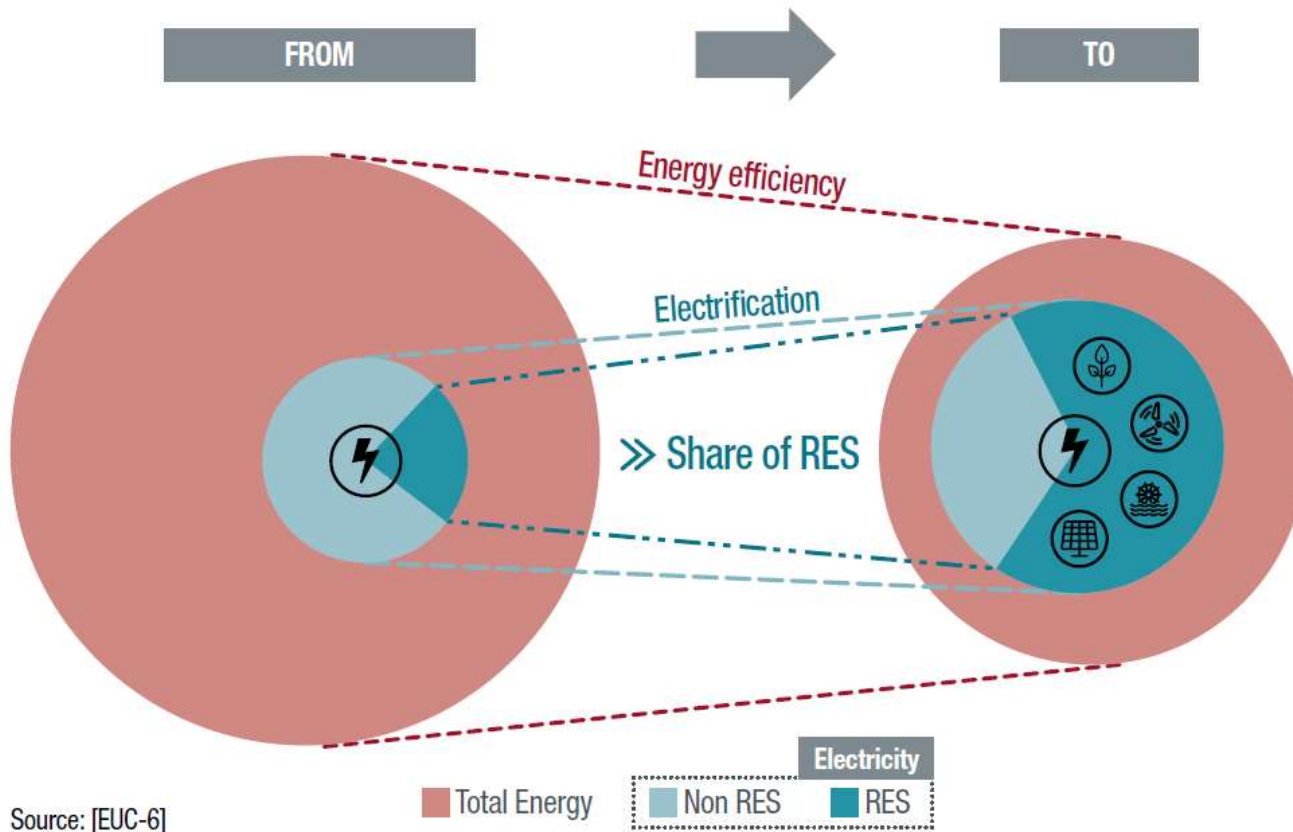 FROM
TO
Energy efficiency
Electrification
Share of RES
Electricity
Total Energy
Non RES
RES
Source: [EUC-6]